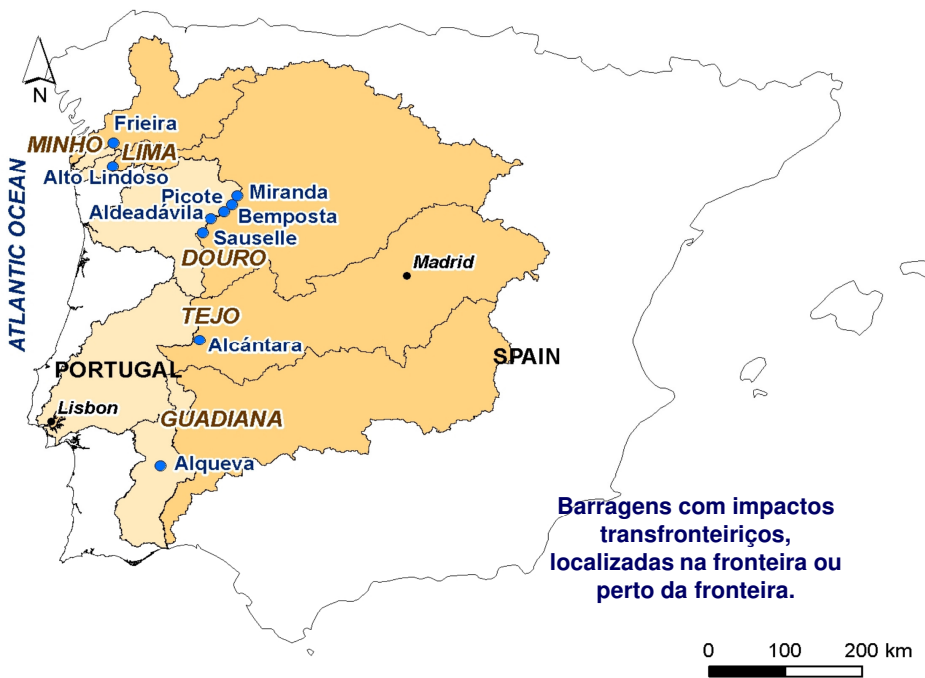 N
Frieira
MINHO
LIMA
Alto Lindoso
ATLANTIC OCEAN
Picote
Miranda
Aldeadávila
Bemposta
Sauselle
DOURO
Madrid
TEJO
Alcántara
SPAIN
PORTUGAL
Lisbon
GUADIANA
Alqueva
Barragens com impactos
transfronteiriços,
localizadas na fronteira ou
perto da fronteira.
0 100 200 km